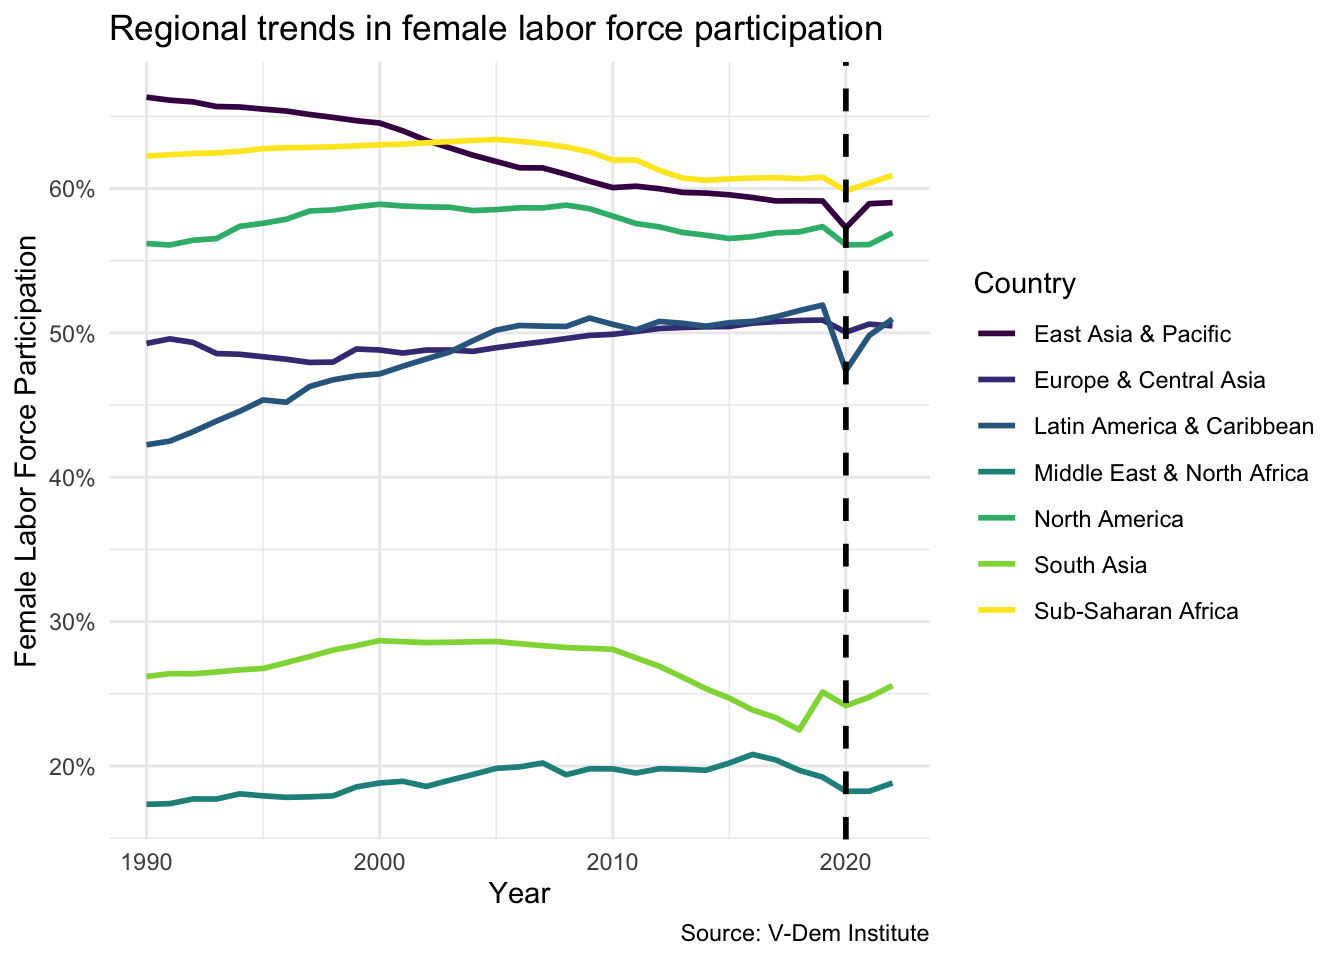 Regional trends in female labor force participation
Female Labor Force Participation
60%
50%
40%
30%
20%
1990
2000
2010
2020
Year
Country
East Asia & Pacific
Europe & Central Asia
Latin America & Caribbean
Middle East & North Africa
North America
South Asia
Sub-Saharan Africa
Source: V-Dem Institute